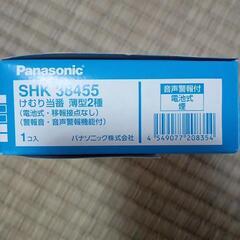 Panasonic
SHK 38455
けむり当番 薄型2種
(電池式・移報接点なし)
(警報音・音声警報機能付)
1コ入
パナソニック株式会社
音声警報付
電池式
煙
4 549077 208354